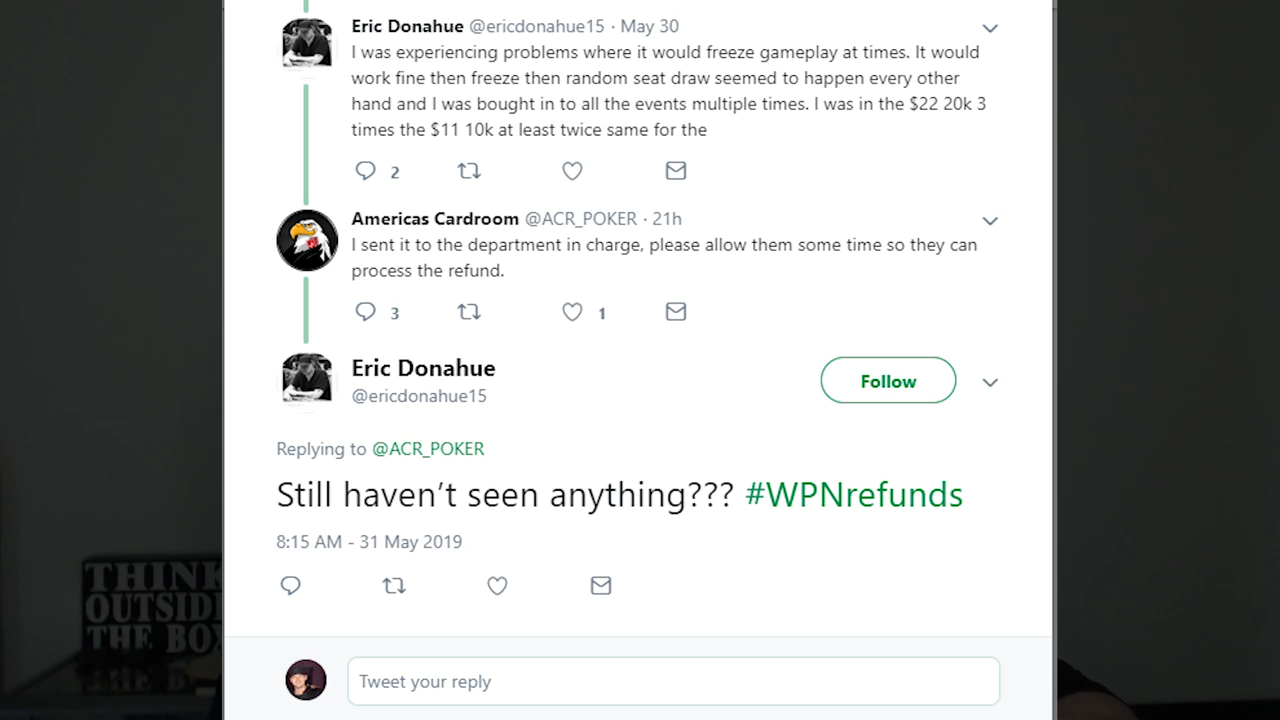 Eric Donahue @ericdonahue15 · May 30
I was experiencing problems where it would freeze gameplay at times. It would
work fine then freeze then random seat draw seemed to happen every other
hand and I was bought in to all the events multiple times. I was in the $22 20k 3
times the $11 10k at least twice same for the
2
Americas Cardroom @ACR_POKER · 21h
I sent it to the department in charge, please allow them some time so they can
process the refund.
3 1
Eric Donahue
@ericdonahue15
Follow
Replying to @ACR_POKER
Still haven’t seen anything??? #WPNrefunds
8:15 AM - 31 May 2019
THINK
OUTSIDE
THE BOX
Tweet your reply